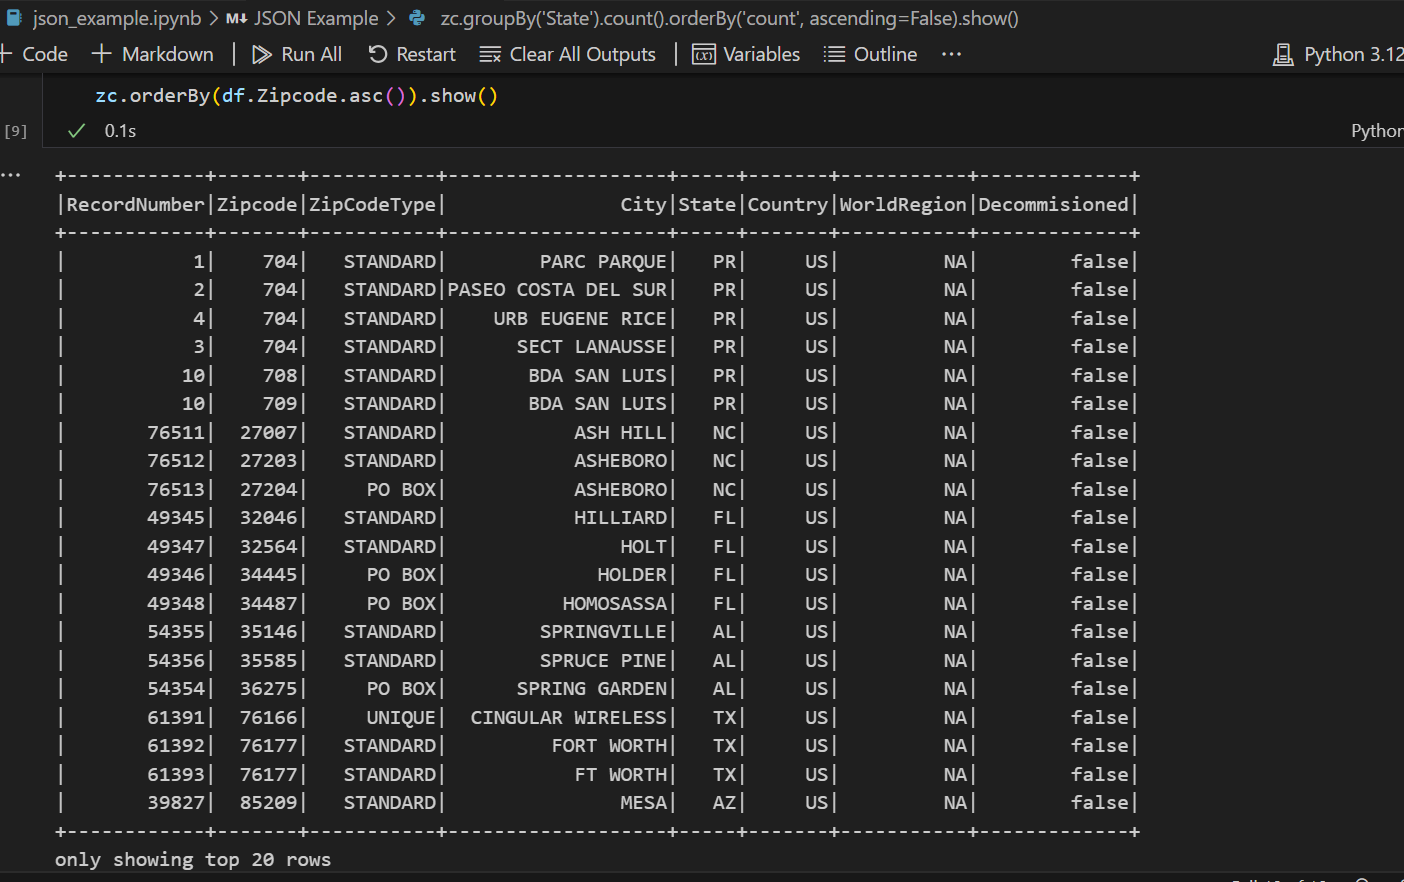 json_example.ipynb > M↓ JSON Example > zc.groupBy('State').count().orderBy('count', ascending=False).show()
+ Code + Markdown | Run All Restart Clear All Outputs | Variables Outline ··· Python 3.12
zc.orderBy(df.Zipcode.asc()).show()
[9] ✓ 0.1s Python
...
+------------+-------+-----------+-------------------+-----+-------+-----------+-------------+
|RecordNumber|Zipcode|ZipCodeType|               City|State|Country|WorldRegion|Decommisioned|
+------------+-------+-----------+-------------------+-----+-------+-----------+-------------+
|           1|    704|   STANDARD|        PARC PARQUE|   PR|     US|         NA|        false|
|           2|    704|   STANDARD|PASEO COSTA DEL SUR|   PR|     US|         NA|        false|
|           4|    704|   STANDARD|    URB EUGENE RICE|   PR|     US|         NA|        false|
|           3|    704|   STANDARD|      SECT LANAUSSE|   PR|     US|         NA|        false|
|          10|    708|   STANDARD|       BDA SAN LUIS|   PR|     US|         NA|        false|
|          10|    709|   STANDARD|       BDA SAN LUIS|   PR|     US|         NA|        false|
|       76511|  27007|   STANDARD|           ASH HILL|   NC|     US|         NA|        false|
|       76512|  27203|   STANDARD|           ASHEBORO|   NC|     US|         NA|        false|
|       76513|  27204|     PO BOX|           ASHEBORO|   NC|     US|         NA|        false|
|       49345|  32046|   STANDARD|           HILLIARD|   FL|     US|         NA|        false|
|       49347|  32564|   STANDARD|               HOLT|   FL|     US|         NA|        false|
|       49346|  34445|     PO BOX|             HOLDER|   FL|     US|         NA|        false|
|       49348|  34487|     PO BOX|          HOMOSASSA|   FL|     US|         NA|        false|
|       54355|  35146|   STANDARD|        SPRINGVILLE|   AL|     US|         NA|        false|
|       54356|  35585|   STANDARD|        SPRUCE PINE|   AL|     US|         NA|        false|
|       54354|  36275|     PO BOX|      SPRING GARDEN|   AL|     US|         NA|        false|
|       61391|  76166|     UNIQUE|  CINGULAR WIRELESS|   TX|     US|         NA|        false|
|       61392|  76177|   STANDARD|         FORT WORTH|   TX|     US|         NA|        false|
|       61393|  76177|   STANDARD|           FT WORTH|   TX|     US|         NA|        false|
|       39827|  85209|   STANDARD|               MESA|   AZ|     US|         NA|        false|
+------------+-------+-----------+-------------------+-----+-------+-----------+-------------+
only showing top 20 rows